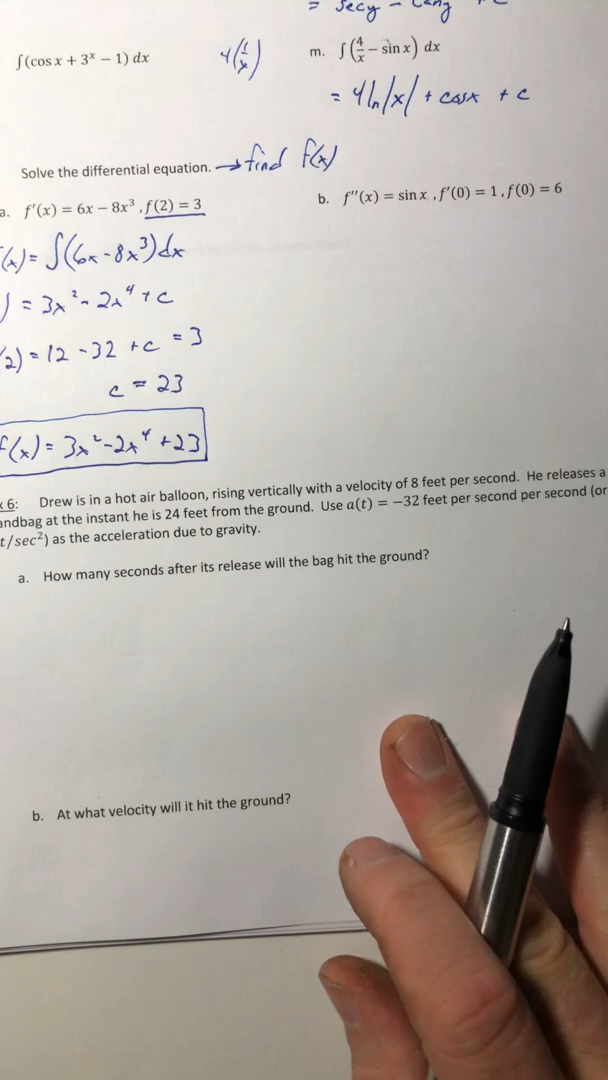 = secy - 
∫(cos x + 3ˣ − 1) dx
4(1/x)
m. ∫(4/x − sin x) dx
= 4ln|x| + cosx + c
Solve the differential equation. → find f(x)
a. f′(x) = 6x − 8x³ , f(2) = 3
b. f″(x) = sin x , f′(0) = 1 , f(0) = 6
(x) = ∫(6x - 8x³)dx
) = 3x² - 2x⁴ + c
2) = 12 - 32 + c = 3
c = 23
f(x) = 3x² - 2x⁴ + 23
x 6: Drew is in a hot air balloon, rising vertically with a velocity of 8 feet per second. He releases a
andbag at the instant he is 24 feet from the ground. Use a(t) = −32 feet per second per second (or
t/sec²) as the acceleration due to gravity.
a. How many seconds after its release will the bag hit the ground?
b. At what velocity will it hit the ground?